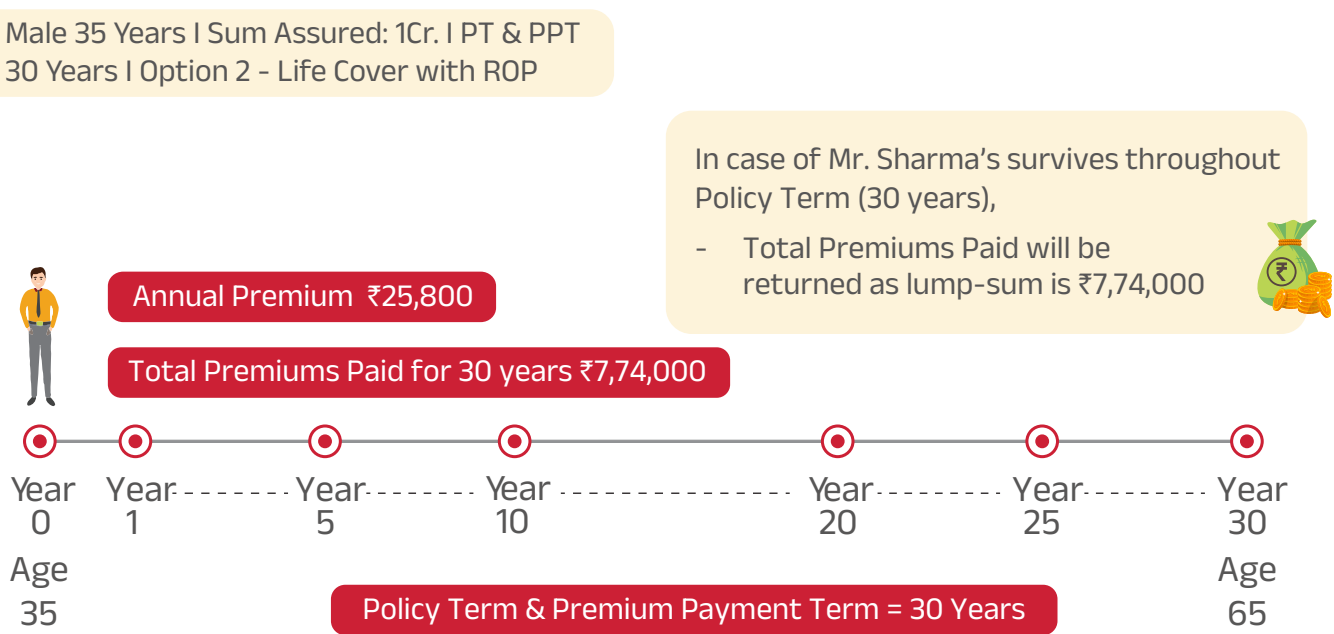 Male 35 Years I Sum Assured: 1Cr. I PT & PPT
30 Years I Option 2 - Life Cover with ROP
In case of Mr. Sharma's survives throughout
Policy Term (30 years),
- Total Premiums Paid will be
returned as lump-sum is ₹7,74,000
₹
Annual Premium ₹25,800
Total Premiums Paid for 30 years ₹7,74,000
Year Year Year Year Year Year Year
0 1 5 10 20 25 30
Age Age
35 65
Policy Term & Premium Payment Term = 30 Years